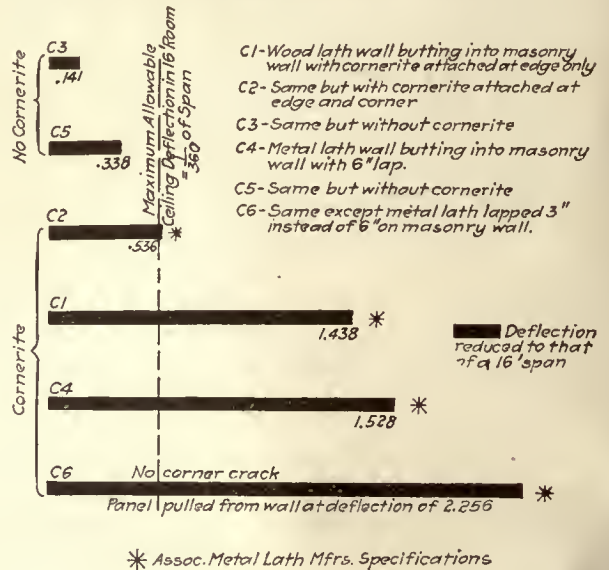 No Cornerite
C3
.141
C5
.338
Maximum Allowable
Ceiling Deflection in 16' Room
= 1/360 of Span
C1-Wood lath wall butting into masonry
wall with cornerite attached at edge only
C2-Same but with cornerite attached at
edge and corner
C3-Same but without cornerite
C4-Metal lath wall butting into masonry
wall with 6" lap.
C5-Same but without cornerite
C6-Same except metal lath lapped 3"
instead of 6" on masonry wall.
Cornerite
C2
.536
*
C1
1.438
*
Deflection
reduced to that
of a 16' span
C4
1.528
*
C6
No corner crack
*
Panel pulled from wall at deflection of 2.256
* Assoc. Metal Lath Mfrs. Specifications